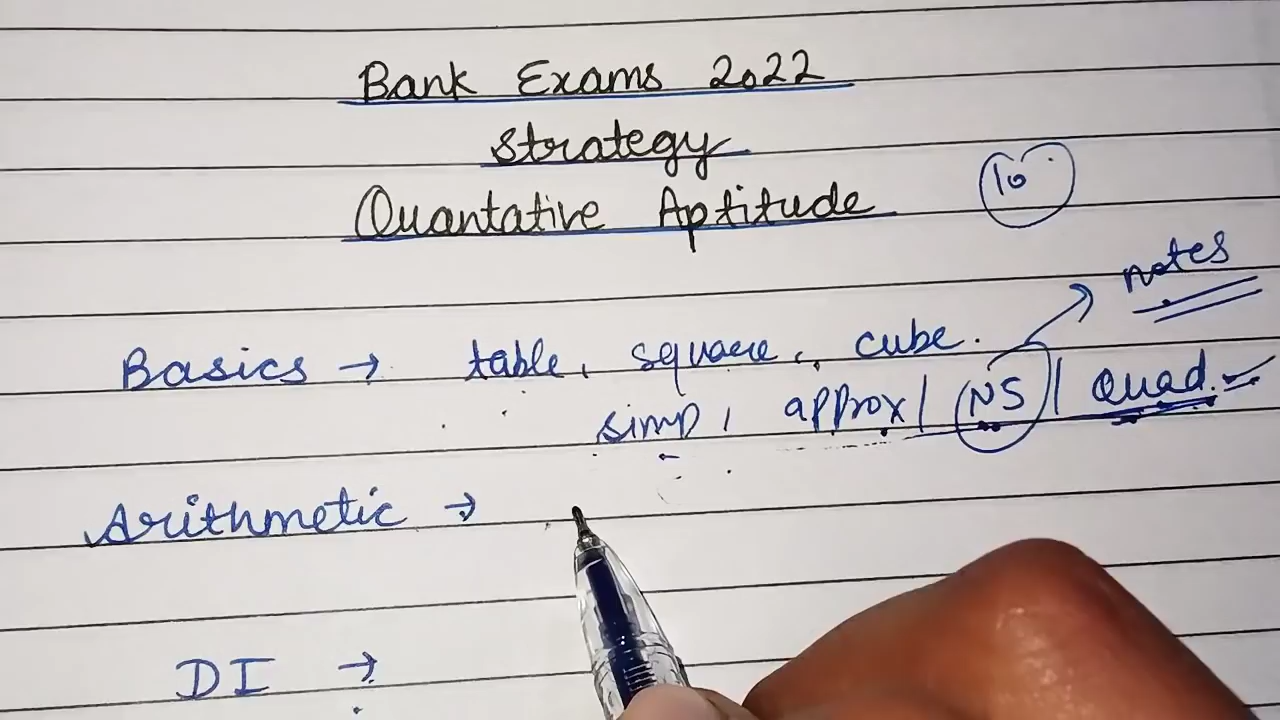 Bank Exams 2022
Strategy
Quantative Aptitude
10
notes
Basics → table, square, cube.
simp, approx | NS | Quad.
Arithmetic →
DI →